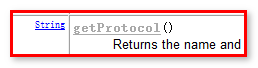 String getProtocol()
Returns the name and